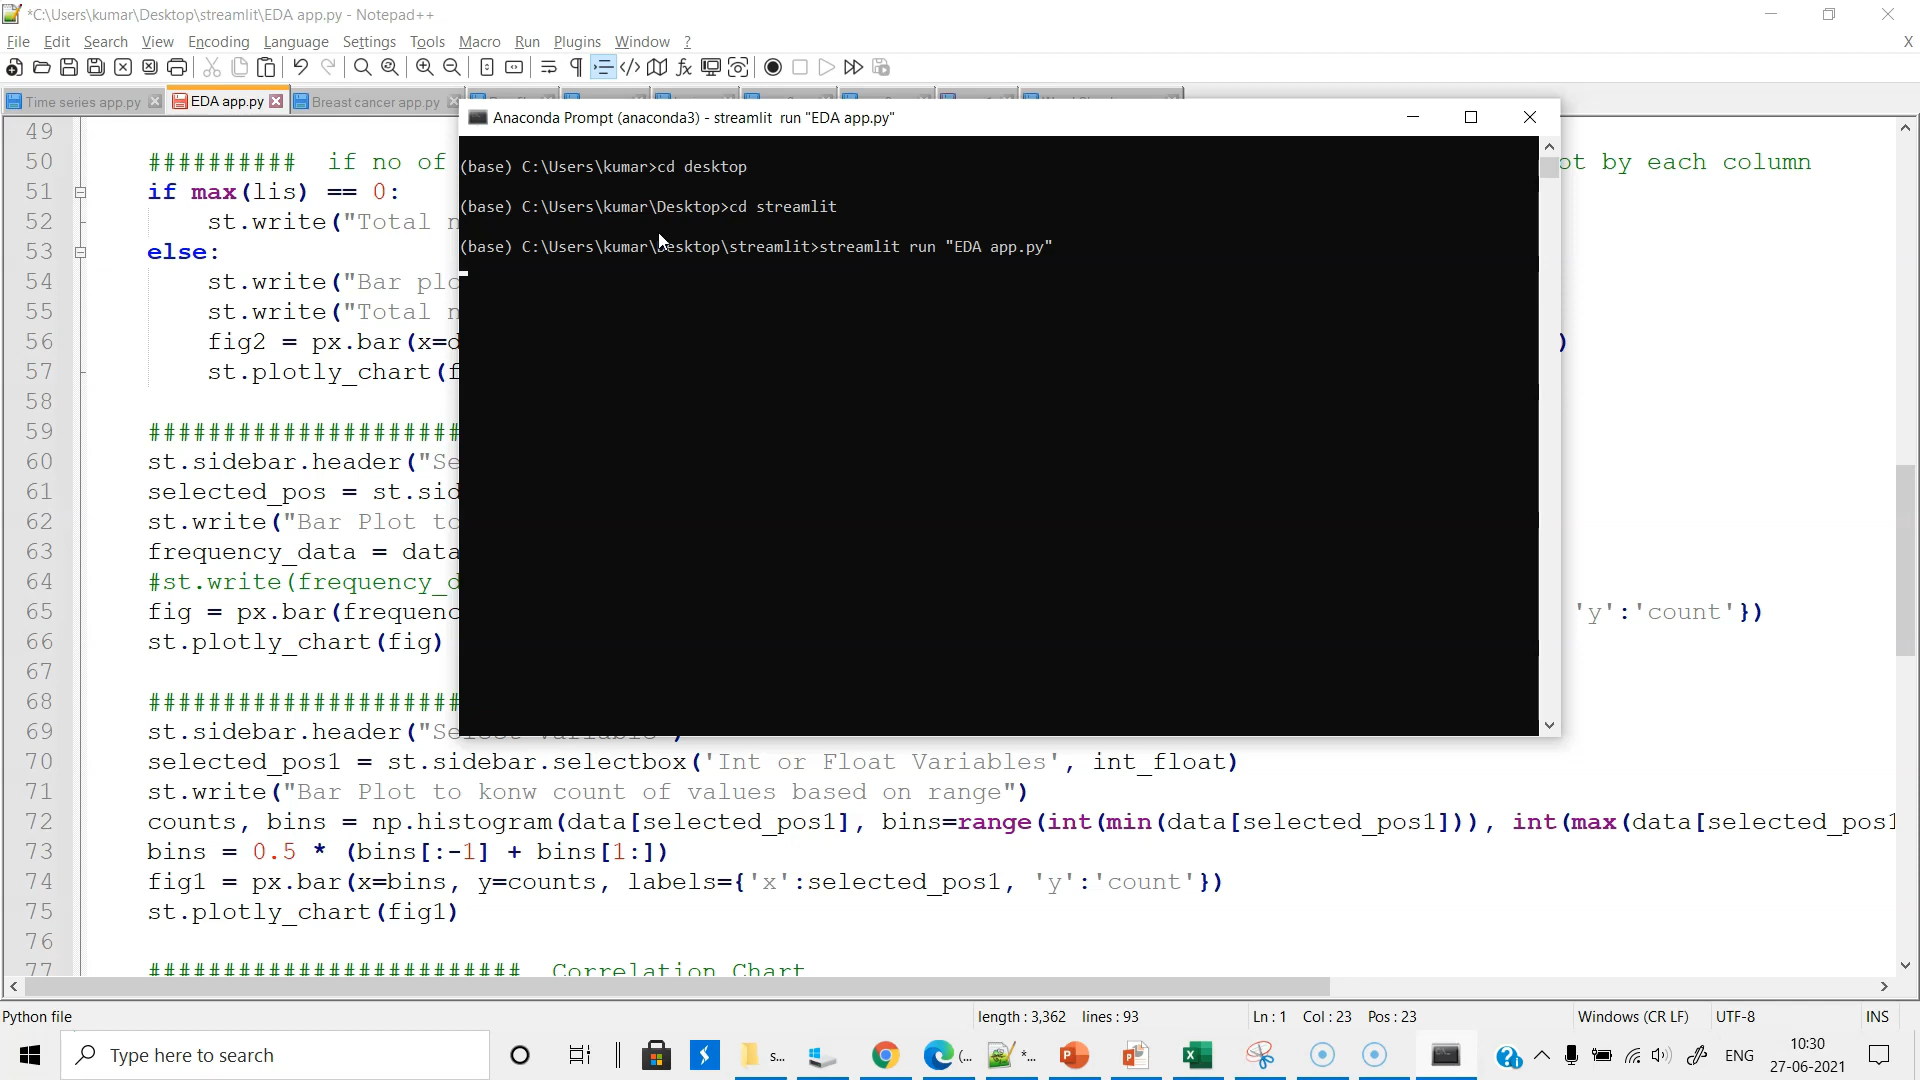 *C:\Users\kumar\Desktop\streamlit\EDA app.py - Notepad++
File Edit Search View Encoding Language Settings Tools Macro Run Plugins Window ?
X
Time series app.py
EDA app.py
Breast cancer app.py
Anaconda Prompt (anaconda3) - streamlit run "EDA app.py"
(base) C:\Users\kumar>cd desktop
(base) C:\Users\kumar\Desktop>cd streamlit
(base) C:\Users\kumar\Desktop\streamlit>streamlit run "EDA app.py"
49
50 ########## if no of
ot by each column
51 if max(lis) == 0:
52 st.write("Total n
53 else:
54 st.write("Bar plo
55 st.write("Total n
56 fig2 = px.bar(x=d
)
57 st.plotly_chart(f
58
59 #####################
60 st.sidebar.header("Se
61 selected_pos = st.sid
62 st.write("Bar Plot to
63 frequency_data = data
64 #st.write(frequency_d
65 fig = px.bar(frequenc
'y':'count'})
66 st.plotly_chart(fig)
67
68 #####################
69 st.sidebar.header("Select Variable")
70 selected_pos1 = st.sidebar.selectbox('Int or Float Variables', int_float)
71 st.write("Bar Plot to konw count of values based on range")
72 counts, bins = np.histogram(data[selected_pos1], bins=range(int(min(data[selected_pos1])), int(max(data[selected_pos1
73 bins = 0.5 * (bins[:-1] + bins[1:])
74 fig1 = px.bar(x=bins, y=counts, labels={'x':selected_pos1, 'y':'count'})
75 st.plotly_chart(fig1)
76
77 ######################### Correlation Chart
Python file length : 3,362 lines : 93 Ln : 1 Col : 23 Pos : 23 Windows (CR LF) UTF-8 INS
Type here to search
s...
(...
*...
ENG
10:30
27-06-2021